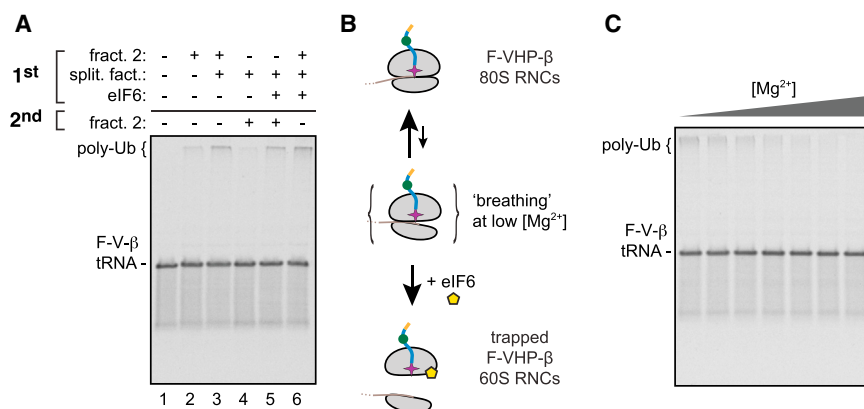 A
1st
fract. 2: - + + - - +
split. fact.: - - + + + +
eIF6: - - - - + +
2nd
fract. 2: - - - + + -
poly-Ub {
F-V-β
tRNA -
1 2 3 4 5 6
B
F-VHP-β
80S RNCs
'breathing'
at low [Mg2+]
+ eIF6
trapped
F-VHP-β
60S RNCs
C
[Mg2+]
poly-Ub {
F-V-β
tRNA -